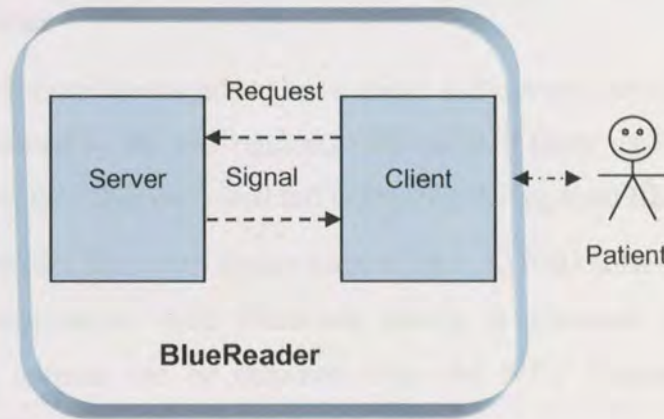 Request
Server
Signal
Client
Patient
BlueReader